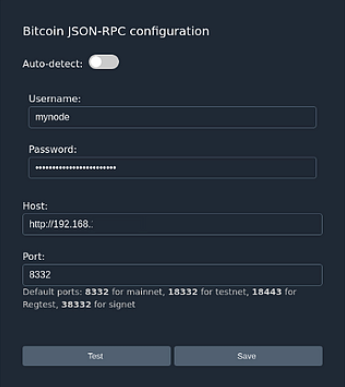 Bitcoin JSON-RPC configuration
Auto-detect:
Username:
mynode
Password:
••••••••••••••••••••••••
Host:
http://192.168.
Port:
8332
Default ports: 8332 for mainnet, 18332 for testnet, 18443 for
Regtest, 38332 for signet
Test Save